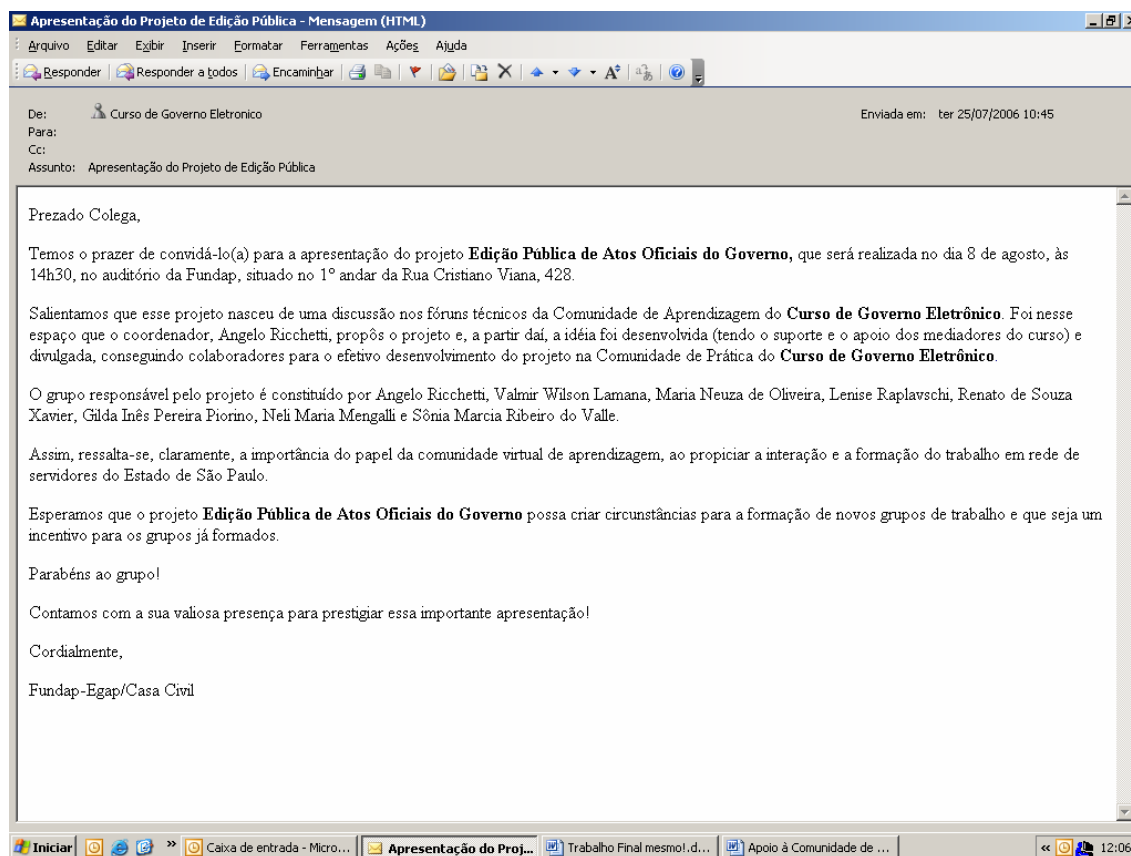 Apresentação do Projeto de Edição Pública - Mensagem (HTML)
Arquivo Editar Exibir Inserir Formatar Ferramentas Ações Ajuda
Responder Responder a todos Encaminhar
De: Curso de Governo Eletronico Enviada em: ter 25/07/2006 10:45
Para:
Cc:
Assunto: Apresentação do Projeto de Edição Pública
Prezado Colega,
Temos o prazer de convidá-lo(a) para a apresentação do projeto Edição Pública de Atos Oficiais do Governo, que será realizada no dia 8 de agosto, às
14h30, no auditório da Fundap, situado no 1º andar da Rua Cristiano Viana, 428.
Salientamos que esse projeto nasceu de uma discussão nos fóruns técnicos da Comunidade de Aprendizagem do Curso de Governo Eletrônico. Foi nesse
espaço que o coordenador, Angelo Ricchetti, propôs o projeto e, a partir daí, a idéia foi desenvolvida (tendo o suporte e o apoio dos mediadores do curso) e
divulgada, conseguindo colaboradores para o efetivo desenvolvimento do projeto na Comunidade de Prática do Curso de Governo Eletrônico.
O grupo responsável pelo projeto é constituído por Angelo Ricchetti, Valmir Wilson Lamana, Maria Neuza de Oliveira, Lenise Raplavschi, Renato de Souza
Xavier, Gilda Inês Pereira Piorino, Neli Maria Mengalli e Sônia Marcia Ribeiro do Valle.
Assim, ressalta-se, claramente, a importância do papel da comunidade virtual de aprendizagem, ao propiciar a interação e a formação do trabalho em rede de
servidores do Estado de São Paulo.
Esperamos que o projeto Edição Pública de Atos Oficiais do Governo possa criar circunstâncias para a formação de novos grupos de trabalho e que seja um
incentivo para os grupos já formados.
Parabéns ao grupo!
Contamos com a sua valiosa presença para prestigiar essa importante apresentação!
Cordialmente,
Fundap-Egap/Casa Civil
Iniciar » Caixa de entrada - Micro... Apresentação do Proj... Trabalho Final mesmo!.d... Apoio à Comunidade de ... « 12:06